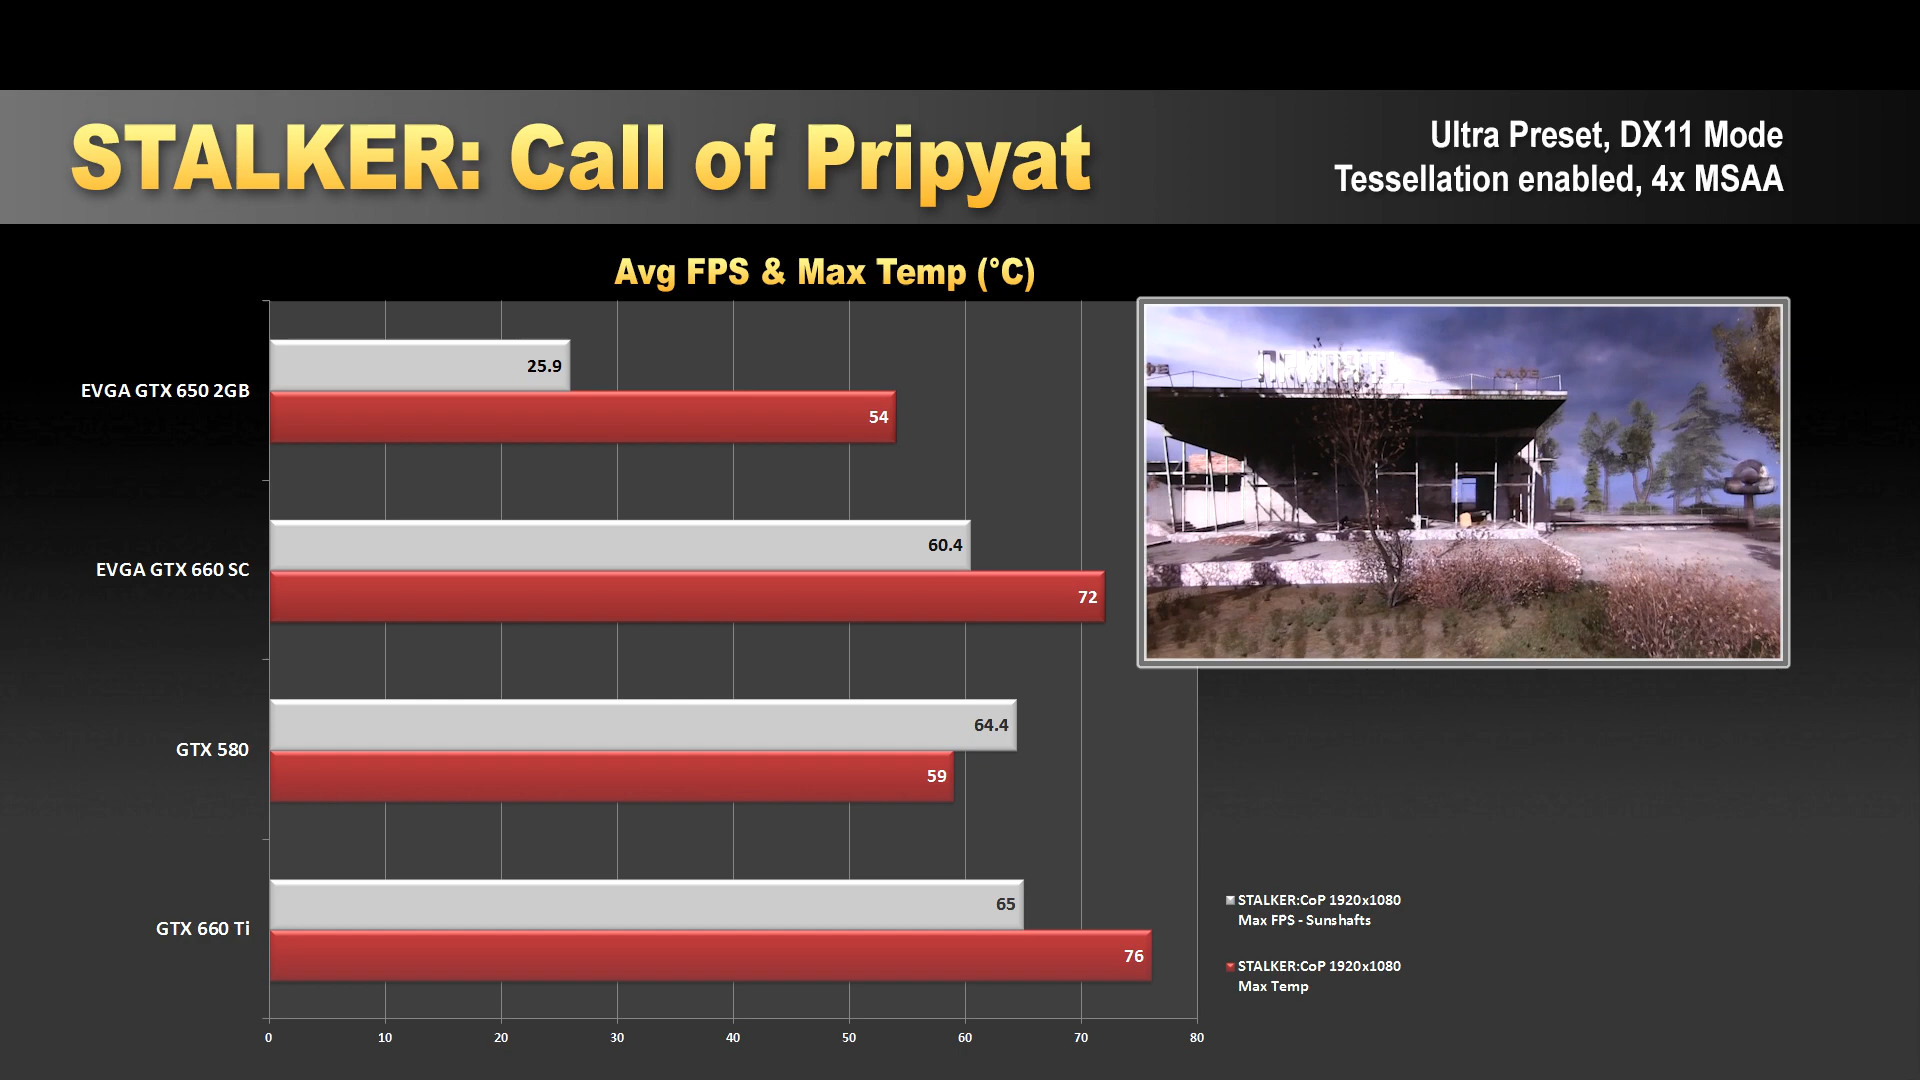 STALKER: Call of Pripyat
Ultra Preset, DX11 Mode
Tessellation enabled, 4x MSAA
Avg FPS & Max Temp (°C)
EVGA GTX 650 2GB
25.9
54
EVGA GTX 660 SC
60.4
72
GTX 580
64.4
59
GTX 660 Ti
65
76
0 10 20 30 40 50 60 70 80
STALKER:CoP 1920x1080
Max FPS - Sunshafts
STALKER:CoP 1920x1080
Max Temp